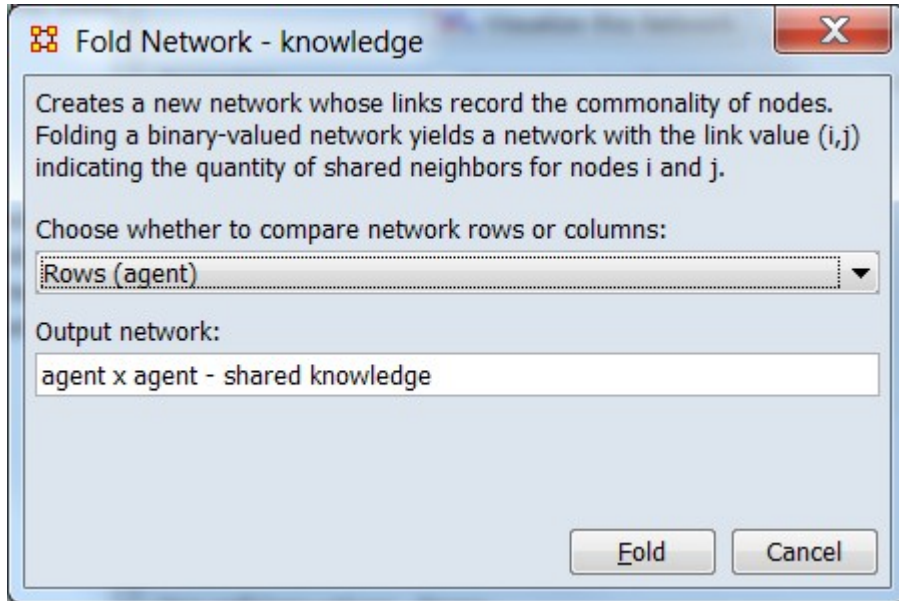 Fold Network - knowledge
Creates a new network whose links record the commonality of nodes.
Folding a binary-valued network yields a network with the link value (i,j)
indicating the quantity of shared neighbors for nodes i and j.
Choose whether to compare network rows or columns:
Rows (agent)
Output network:
agent x agent - shared knowledge
Fold
Cancel